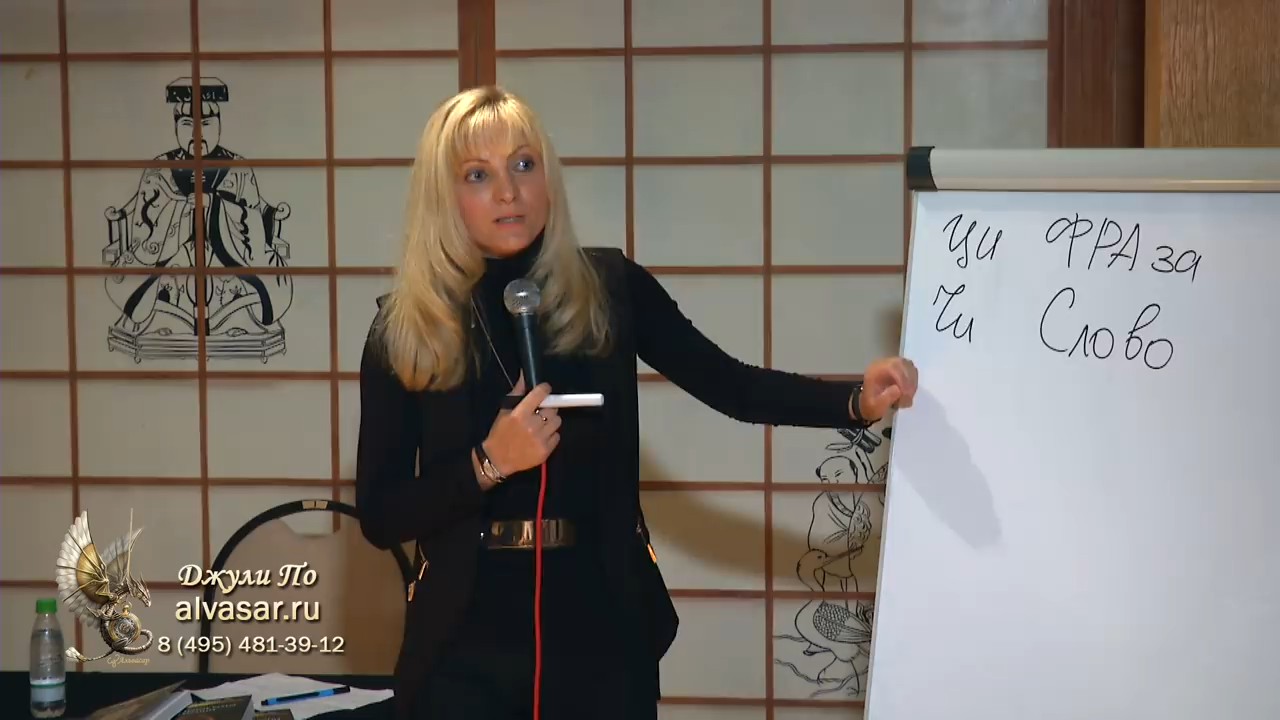 Ци ФРАза
Чи Слово
Джули По
alvasar.ru
8 (495) 481-39-12